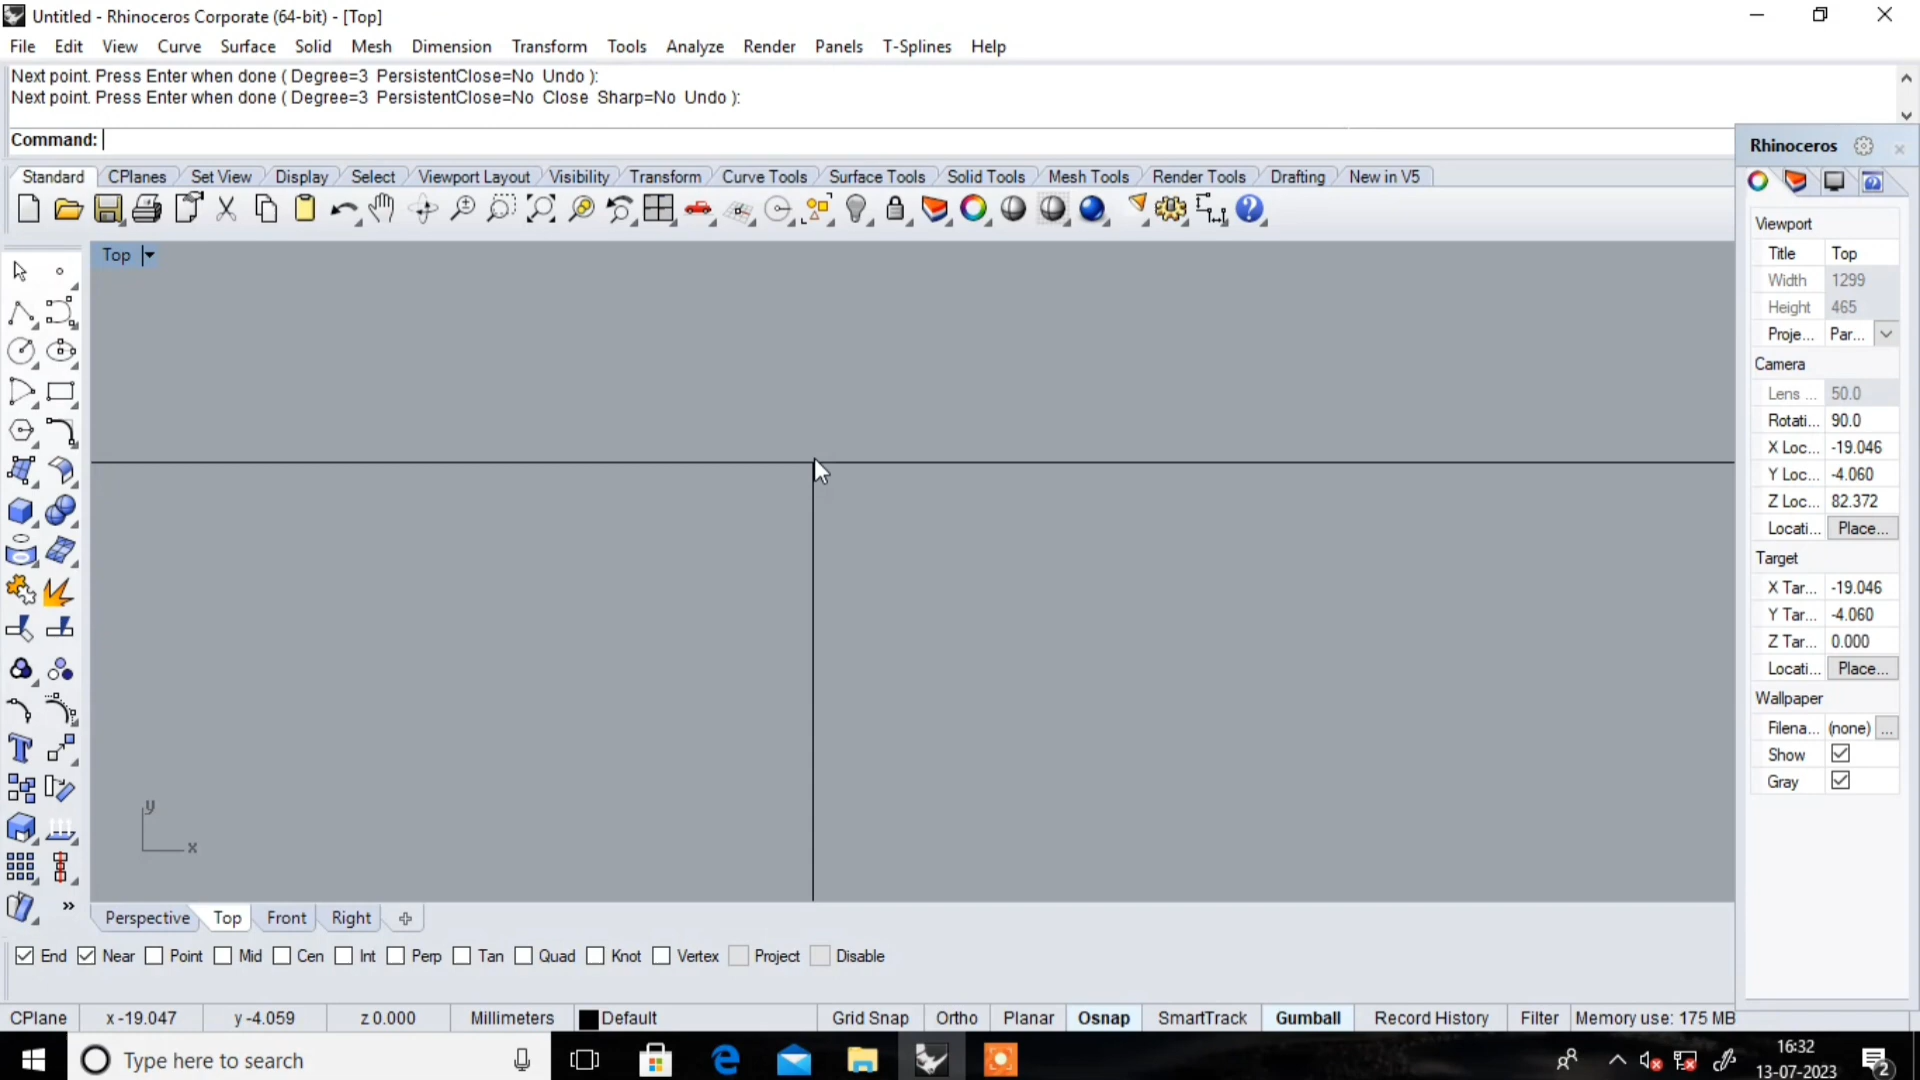 Untitled - Rhinoceros Corporate (64-bit) - [Top]
File Edit View Curve Surface Solid Mesh Dimension Transform Tools Analyze Render Panels T-Splines Help
Next point. Press Enter when done ( Degree=3 PersistentClose=No Undo ):
Next point. Press Enter when done ( Degree=3 PersistentClose=No Close Sharp=No Undo ):
Command:
Rhinoceros
Standard CPlanes Set View Display Select Viewport Layout Visibility Transform Curve Tools Surface Tools Solid Tools Mesh Tools Render Tools Drafting New in V5
Top
Viewport
Title Top
Width 1299
Height 465
Proje... Par...
Camera
Lens ... 50.0
Rotati... 90.0
X Loc... -19.046
Y Loc... -4.060
Z Loc... 82.372
Locati... Place...
Target
X Tar... -19.046
Y Tar... -4.060
Z Tar... 0.000
Locati... Place...
Wallpaper
Filena... (none) ...
Show
Gray
y
x
Perspective Top Front Right
End Near Point Mid Cen Int Perp Tan Quad Knot Vertex Project Disable
CPlane x -19.047 y -4.059 z 0.000 Millimeters Default Grid Snap Ortho Planar Osnap SmartTrack Gumball Record History Filter Memory use: 175 MB
Type here to search
16:32
13-07-2023
2